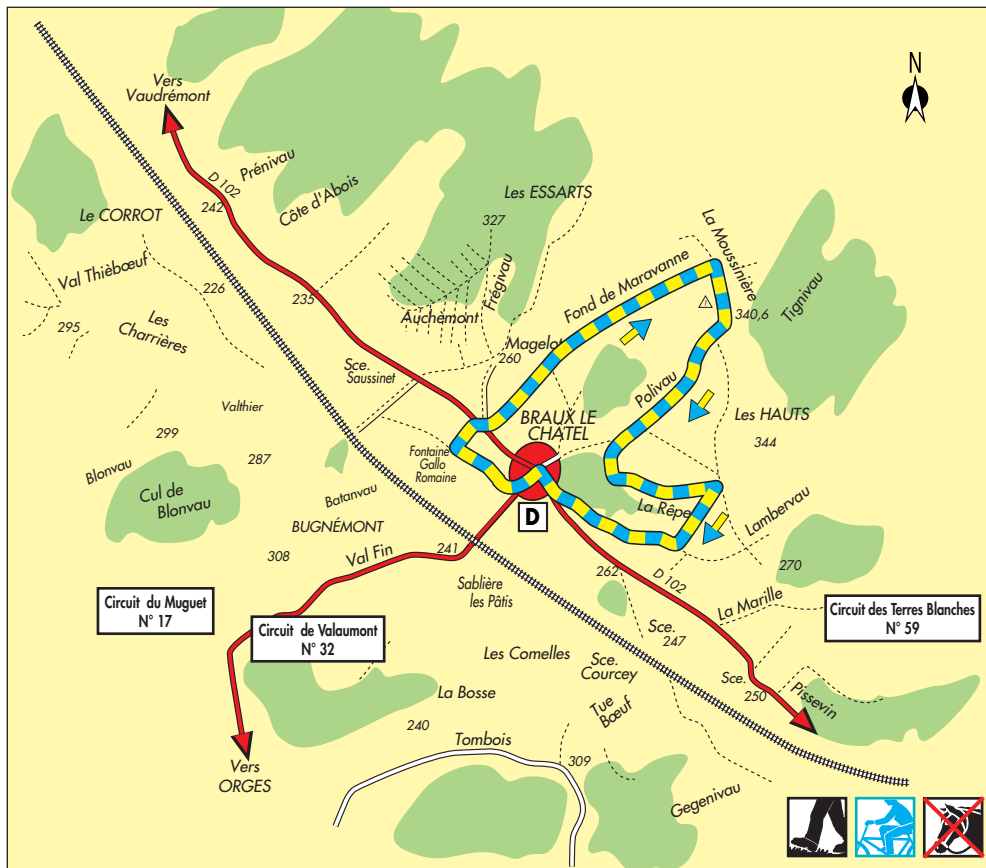 N
Vers
Vaudrémont
D 102
242
Prénivau
Côte d'Abois
Les ESSARTS
327
Le CORROT
Val Thièbœuf
226
235
295
Les
Charrières
Auchemont
Frégivau
Fond de Maravanne
La Moussinière
340,6
Tignivau
Magelot
260
Sce.
Saussinet
Polivau
Les HAUTS
344
BRAUX LE
CHÂTEL
Valthier
299
287
Blonvau
Cul de
Blonvau
Fontaine
Gallo
Romaine
Batanvau
BUGNÉMONT
308
Val Fin
241
D
La Rêpe
Lambervau
270
Sablière
les Pâtis
262
D 102
La Marille
Circuit du Muguet
N° 17
Circuit de Valaumont
N° 32
Circuit des Terres Blanches
N° 59
Sce.
247
Les Comelles
Sce.
Courcey
Sce.
250
Pissevin
La Bosse
240
Tue
Bœuf
Tombois
309
Vers
ORGES
Gegenivau